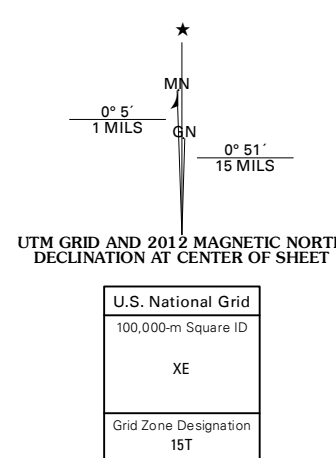 MN
0° 5´
1 MILS
GN
0° 51´
15 MILS
UTM GRID AND 2012 MAGNETIC NORTH
DECLINATION AT CENTER OF SHEET
U.S. National Grid
100,000-m Square ID
XE
Grid Zone Designation
15T